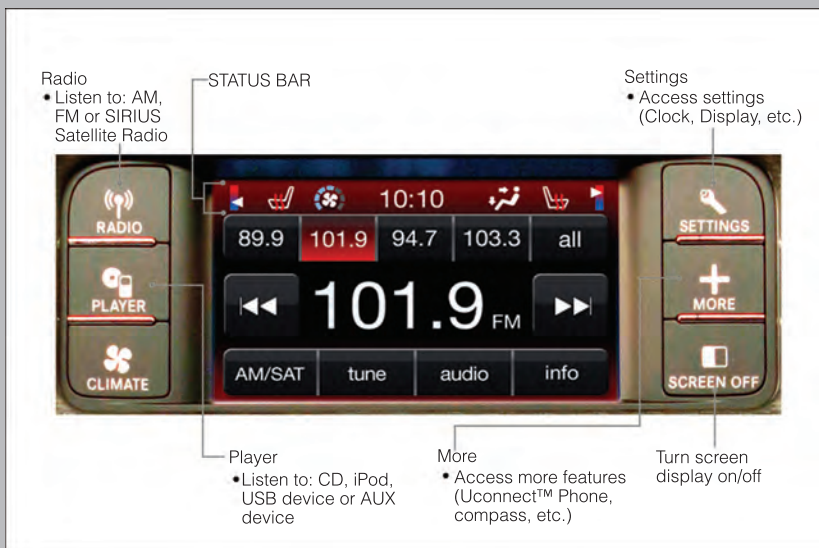 Radio
• Listen to: AM,
FM or SIRIUS
Satellite Radio
STATUS BAR
Settings
• Access settings
(Clock, Display, etc.)
RADIO
PLAYER
CLIMATE
10:10
89.9 101.9 94.7 103.3 all
101.9 FM
AM/SAT tune audio info
SETTINGS
MORE
SCREEN OFF
Player
• Listen to: CD, iPod,
USB device or AUX
device
More
• Access more features
(Uconnect™ Phone,
compass, etc.)
Turn screen
display on/off